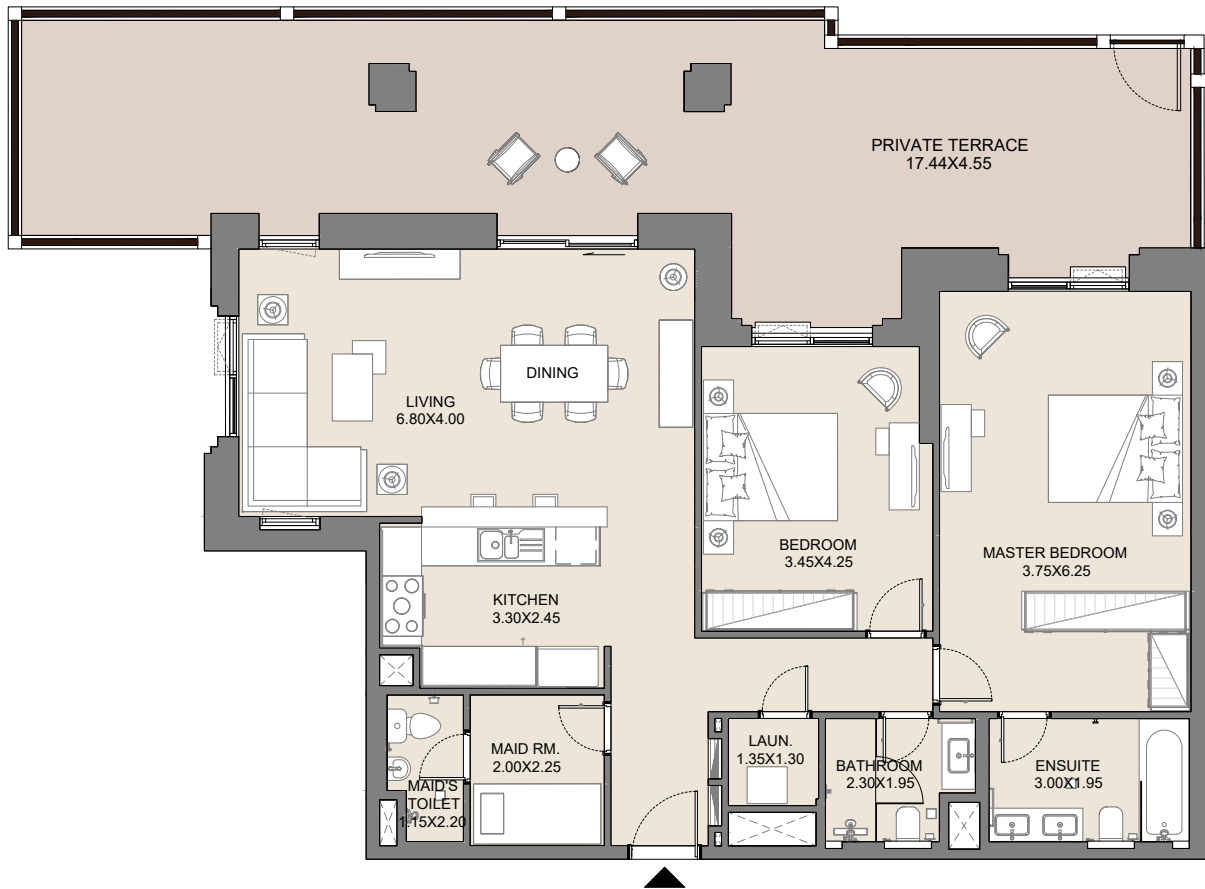 PRIVATE TERRACE
17.44X4.55
DINING
LIVING
6.80X4.00
BEDROOM
3.45X4.25
MASTER BEDROOM
3.75X6.25
KITCHEN
3.30X2.45
MAID RM.
2.00X2.25
MAID'S
TOILET
1.15X2.20
LAUN.
1.35X1.30
BATHROOM
2.30X1.95
ENSUITE
3.00X1.95